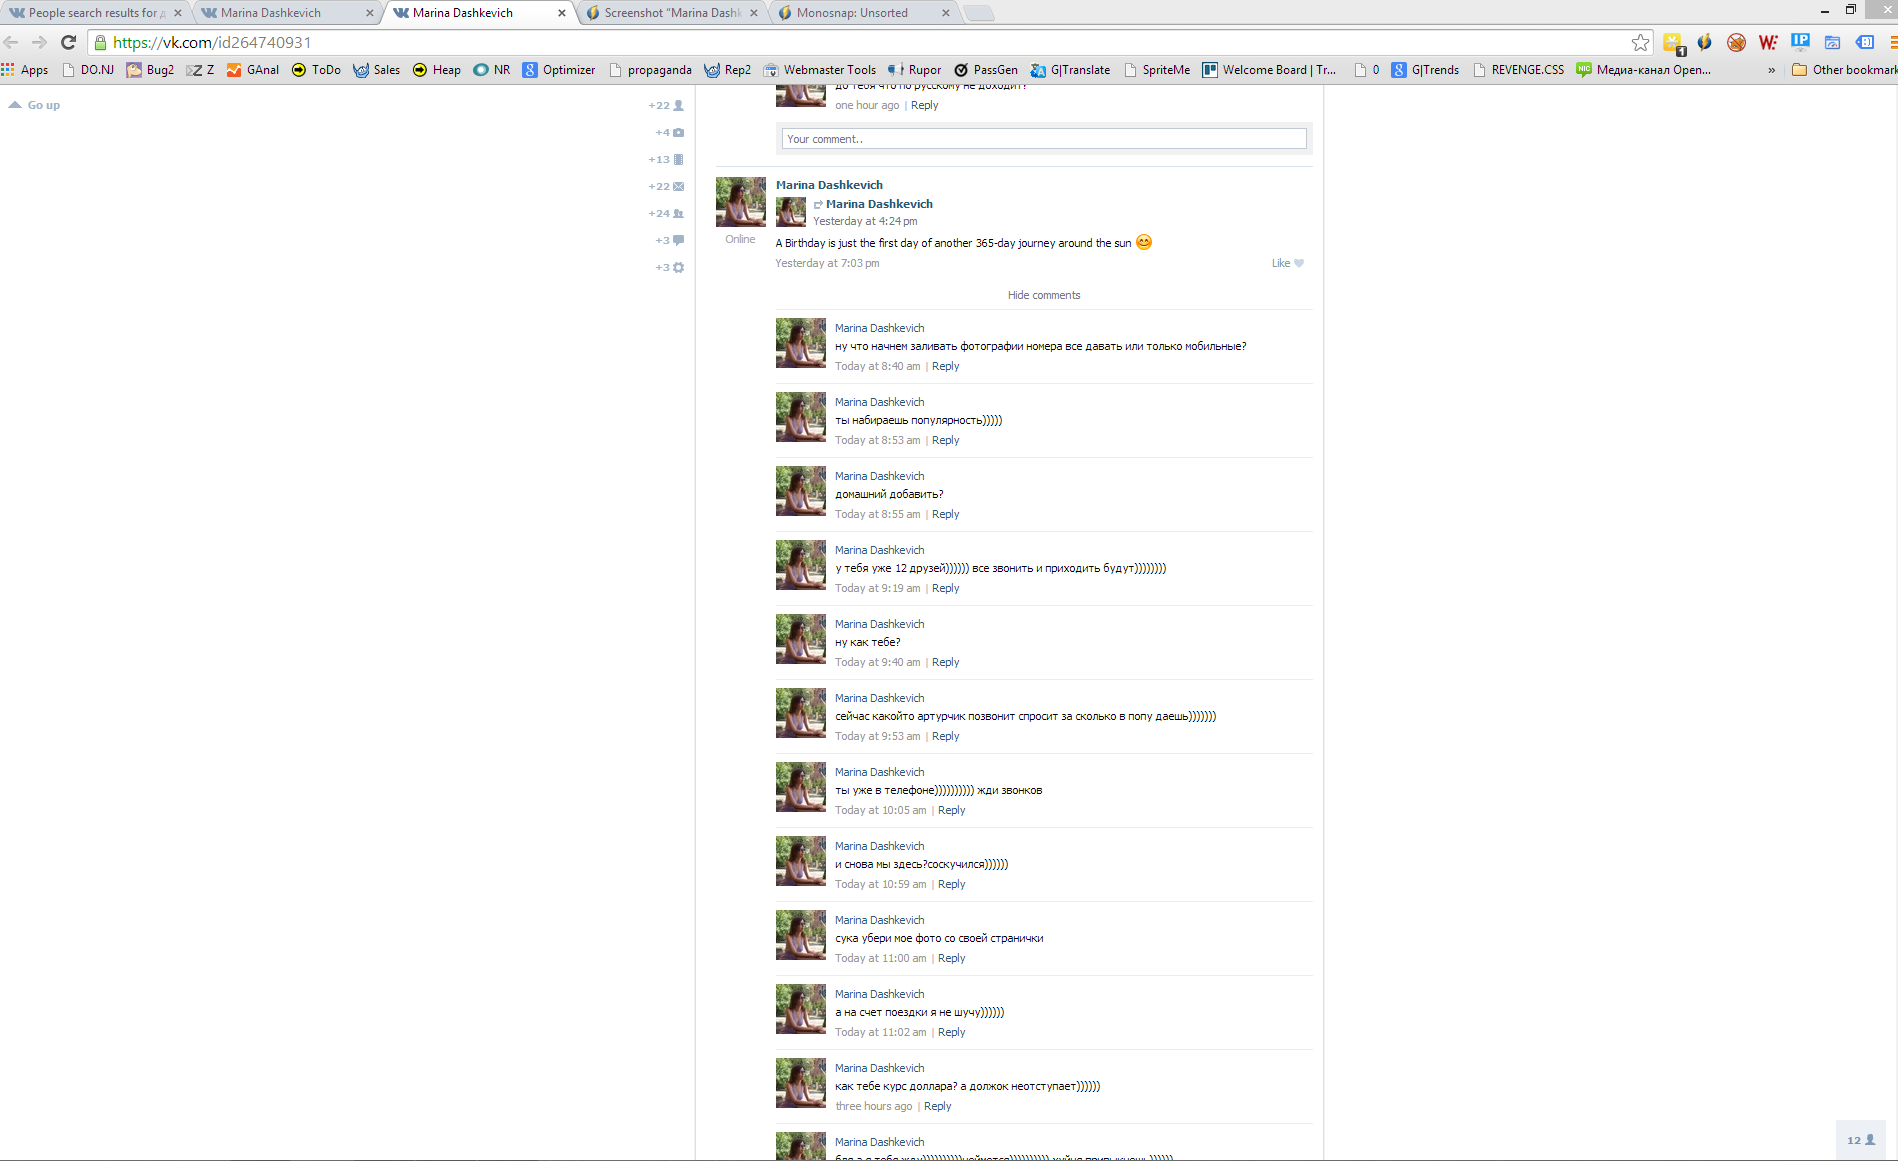 People search results for
Marina Dashkevich
Marina Dashkevich
Screenshot "Marina Dashk
Monosnap: Unsorted
https://vk.com/id264740931
1
Apps
DO.NJ
Bug2
Z
GAnal
ToDo
Sales
Heap
NR
Optimizer
propaganda
Rep2
Webmaster Tools
Rupor
PassGen
G|Translate
SpriteMe
Welcome Board | Tr...
0
G|Trends
REVENGE.CSS
Медиа-канал Open...
»
Other bookmark
Go up
+22
+4
+13
+22
+24
+3
+3
до тебя что по русскому не доходит?
one hour ago | Reply
Your comment..
Marina Dashkevich
Marina Dashkevich
Yesterday at 4:24 pm
Online
A Birthday is just the first day of another 365-day journey around the sun 😊
Yesterday at 7:03 pm
Like
Hide comments
Marina Dashkevich
ну что начнем заливать фотографии номера все давать или только мобильные?
Today at 8:40 am | Reply
Marina Dashkevich
ты набираешь популярность)))))
Today at 8:53 am | Reply
Marina Dashkevich
домашний добавить?
Today at 8:55 am | Reply
Marina Dashkevich
у тебя уже 12 друзей)))))) все звонить и приходить будут))))))))
Today at 9:19 am | Reply
Marina Dashkevich
ну как тебе?
Today at 9:40 am | Reply
Marina Dashkevich
сейчас какойто артурчик позвонит спросит за сколько в попу даешь)))))))
Today at 9:53 am | Reply
Marina Dashkevich
ты уже в телефоне)))))))))) жди звонков
Today at 10:05 am | Reply
Marina Dashkevich
и снова мы здесь?соскучился))))))
Today at 10:59 am | Reply
Marina Dashkevich
сука убери мое фото со своей странички
Today at 11:00 am | Reply
Marina Dashkevich
а на счет поездки я не шучу))))))
Today at 11:02 am | Reply
Marina Dashkevich
как тебе курс доллара? а должок неотступает))))))
three hours ago | Reply
Marina Dashkevich
12